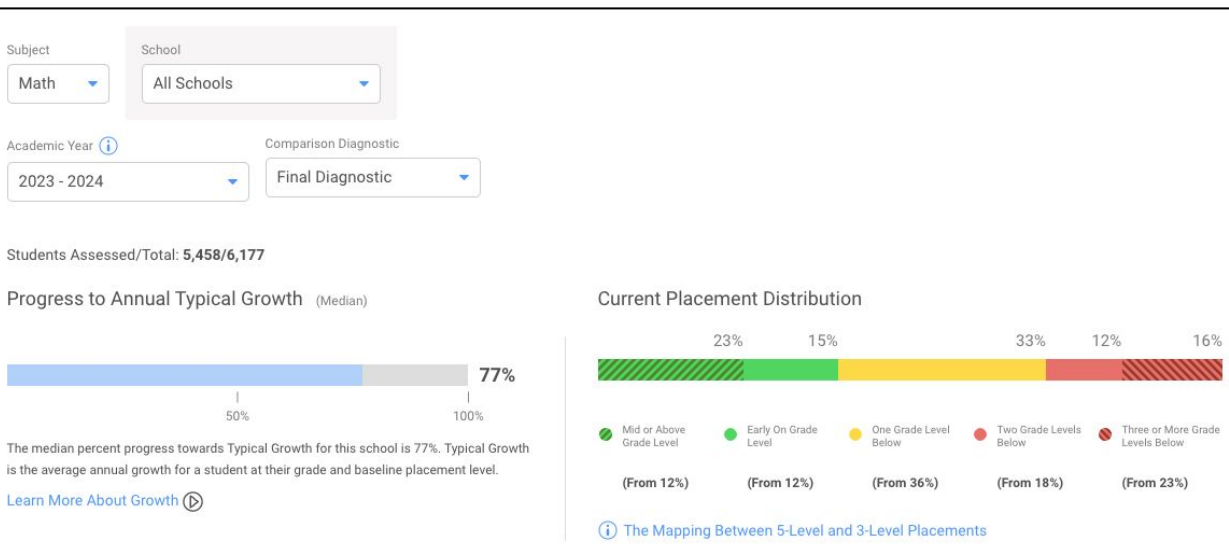 Subject
School
Math
All Schools
Academic Year
Comparison Diagnostic
2023 - 2024
Final Diagnostic
Students Assessed/Total: 5,458/6,177
Progress to Annual Typical Growth (Median)
77%
50%
100%
The median percent progress towards Typical Growth for this school is 77%. Typical Growth
is the average annual growth for a student at their grade and baseline placement level.
Learn More About Growth
Current Placement Distribution
23%
15%
33%
12%
16%
Mid or Above
Grade Level
(From 12%)
Early On Grade
Level
(From 12%)
One Grade Level
Below
(From 36%)
Two Grade Levels
Below
(From 18%)
Three or More Grade
Levels Below
(From 23%)
The Mapping Between 5-Level and 3-Level Placements